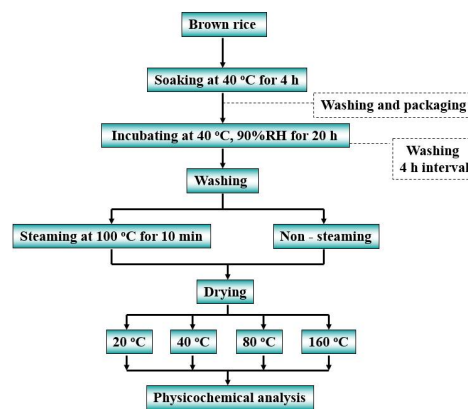 Brown rice
Soaking at 40 °C for 4 h
Washing and packaging
Incubating at 40 °C, 90%RH for 20 h
Washing
4 h interval
Washing
Steaming at 100 °C for 10 min
Non - steaming
Drying
20 °C
40 °C
80 °C
160 °C
Physicochemical analysis